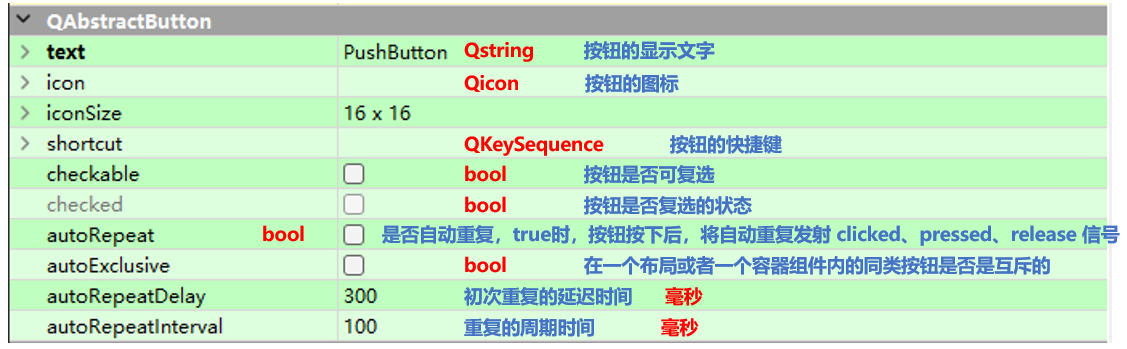 QAbstractButton
text PushButton Qstring 按钮的显示文字
icon Qicon 按钮的图标
iconSize 16 x 16
shortcut QKeySequence 按钮的快捷键
checkable bool 按钮是否可复选
checked bool 按钮是否复选的状态
autoRepeat bool 是否自动重复，true时，按钮按下后，将自动重复发射 clicked、pressed、release 信号
autoExclusive bool 在一个布局或者一个容器组件内的同类按钮是否是互斥的
autoRepeatDelay 300 初次重复的延迟时间 毫秒
autoRepeatInterval 100 重复的周期时间 毫秒